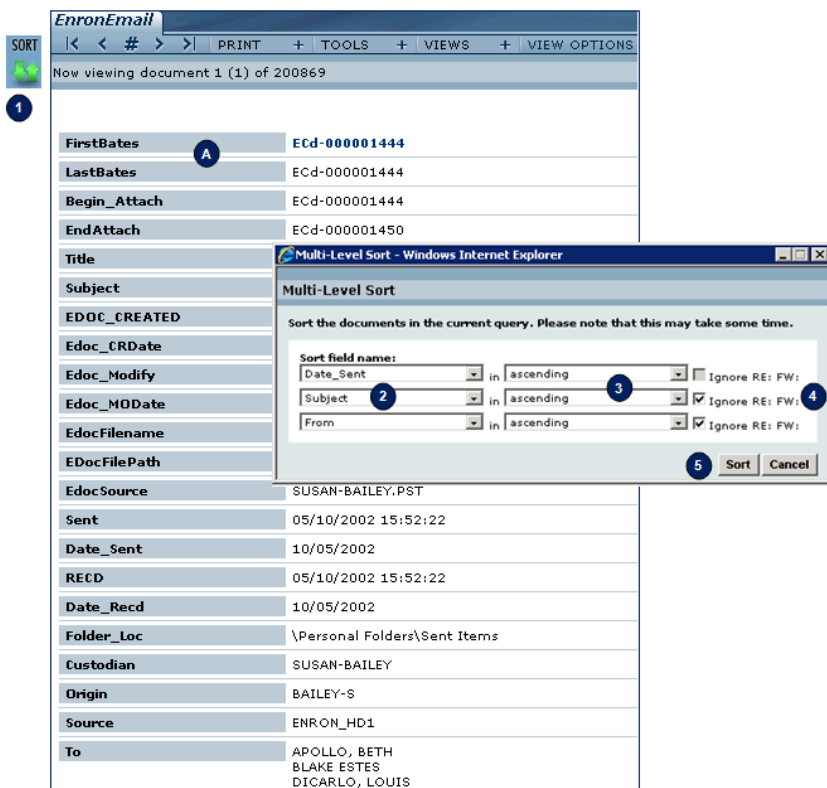 EnronEmail
SORT
|< < # > >| PRINT + TOOLS + VIEWS + VIEW OPTIONS
Now viewing document 1 (1) of 200869
1
FirstBates ECd-000001444
A
LastBates ECd-000001444
Begin_Attach ECd-000001444
EndAttach ECd-000001450
Title
Subject
EDOC_CREATED
Edoc_CRDate
Edoc_Modify
Edoc_MODate
EdocFilename
EDocFilePath
EdocSource SUSAN-BAILEY.PST
Sent 05/10/2002 15:52:22
Date_Sent 10/05/2002
RECD 05/10/2002 15:52:22
Date_Recd 10/05/2002
Folder_Loc \Personal Folders\Sent Items
Custodian SUSAN-BAILEY
Origin BAILEY-S
Source ENRON_HD1
To APOLLO, BETH
BLAKE ESTES
DICARLO, LOUIS
Multi-Level Sort - Windows Internet Explorer
Multi-Level Sort
Sort the documents in the current query. Please note that this may take some time.
Sort field name:
Date_Sent in ascending Ignore RE: FW:
Subject 2 in ascending 3 Ignore RE: FW: 4
From in ascending Ignore RE: FW:
5 Sort Cancel